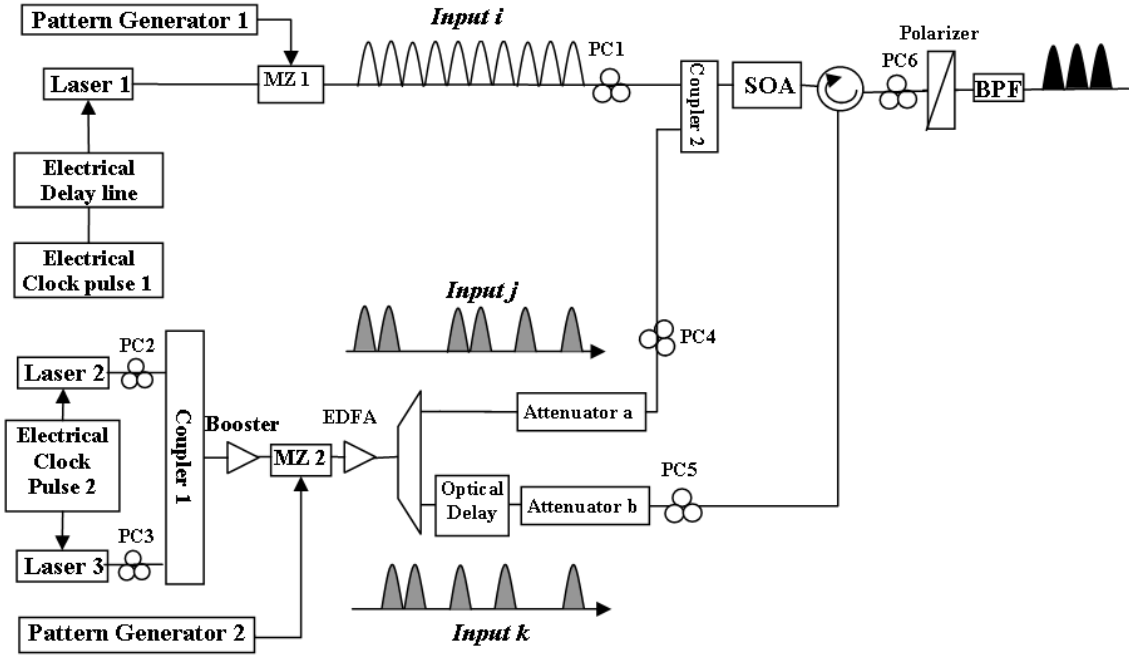 Pattern Generator 1
Input i
Polarizer
PC1
PC6
Laser 1
MZ 1
Coupler 2
SOA
BPF
Electrical
Delay line
Electrical
Clock pulse 1
Input j
PC4
PC2
Laser 2
Coupler 1
Attenuator a
Booster
EDFA
Electrical
Clock
Pulse 2
MZ 2
PC5
Optical
Delay
Attenuator b
PC3
Laser 3
Pattern Generator 2
Input k